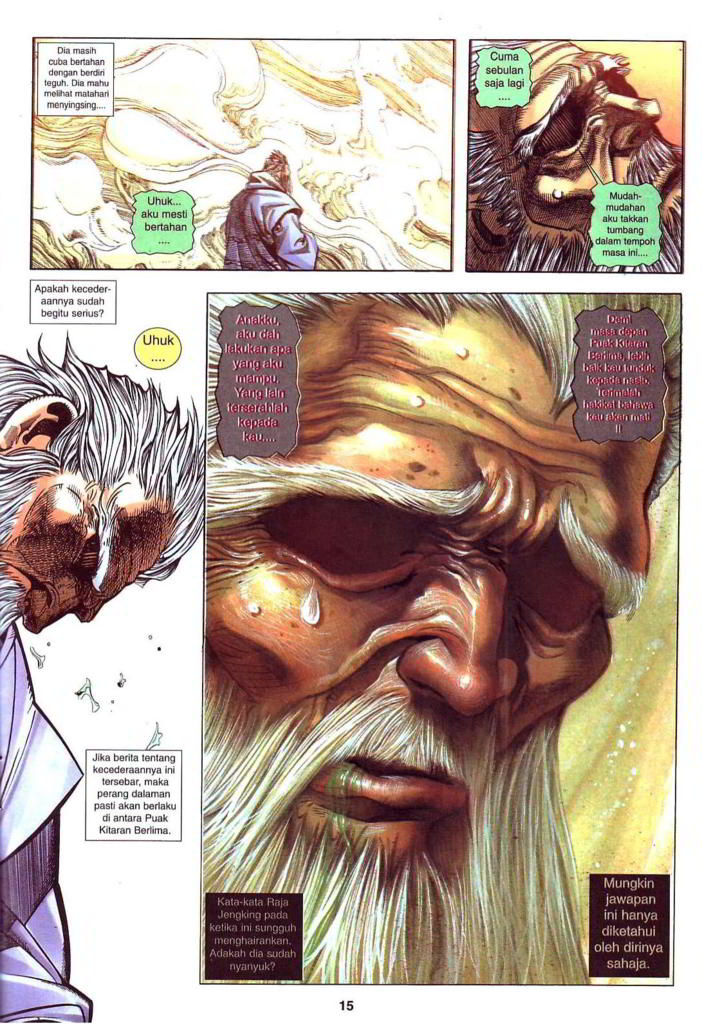 Dia masih
cuba bertahan
dengan berdiri
teguh. Dia mahu
melihat matahari
menyingsing....
Uhuk...
aku mesti
bertahan
....
Cuma
sebulan
saja lagi
....
Mudah-
mudahan
aku takkan
tumbang
dalam tempoh
masa ini....
Apakah keceder-
aannya sudah
begitu serius?
Uhuk
....
Anakku,
aku dah
lakukan apa
yang aku
mampu.
Yang lain
terserahlah
kepada
kau....
Demi
masa depan
Puak Kitaran
Berlima, lebih
baik kau tunduk
kepada nasib.
Terimalah
hakikat bahawa
kau akan mati
!!
Jika berita tentang
kecederaannya ini
tersebar, maka
perang dalaman
pasti akan berlaku
di antara Puak
Kitaran Berlima.
Kata-kata Raja
Jengking pada
ketika ini sungguh
menghairankan.
Adakah dia sudah
nyanyuk?
Mungkin
jawapan
ini hanya
diketahui
oleh dirinya
sahaja.
15